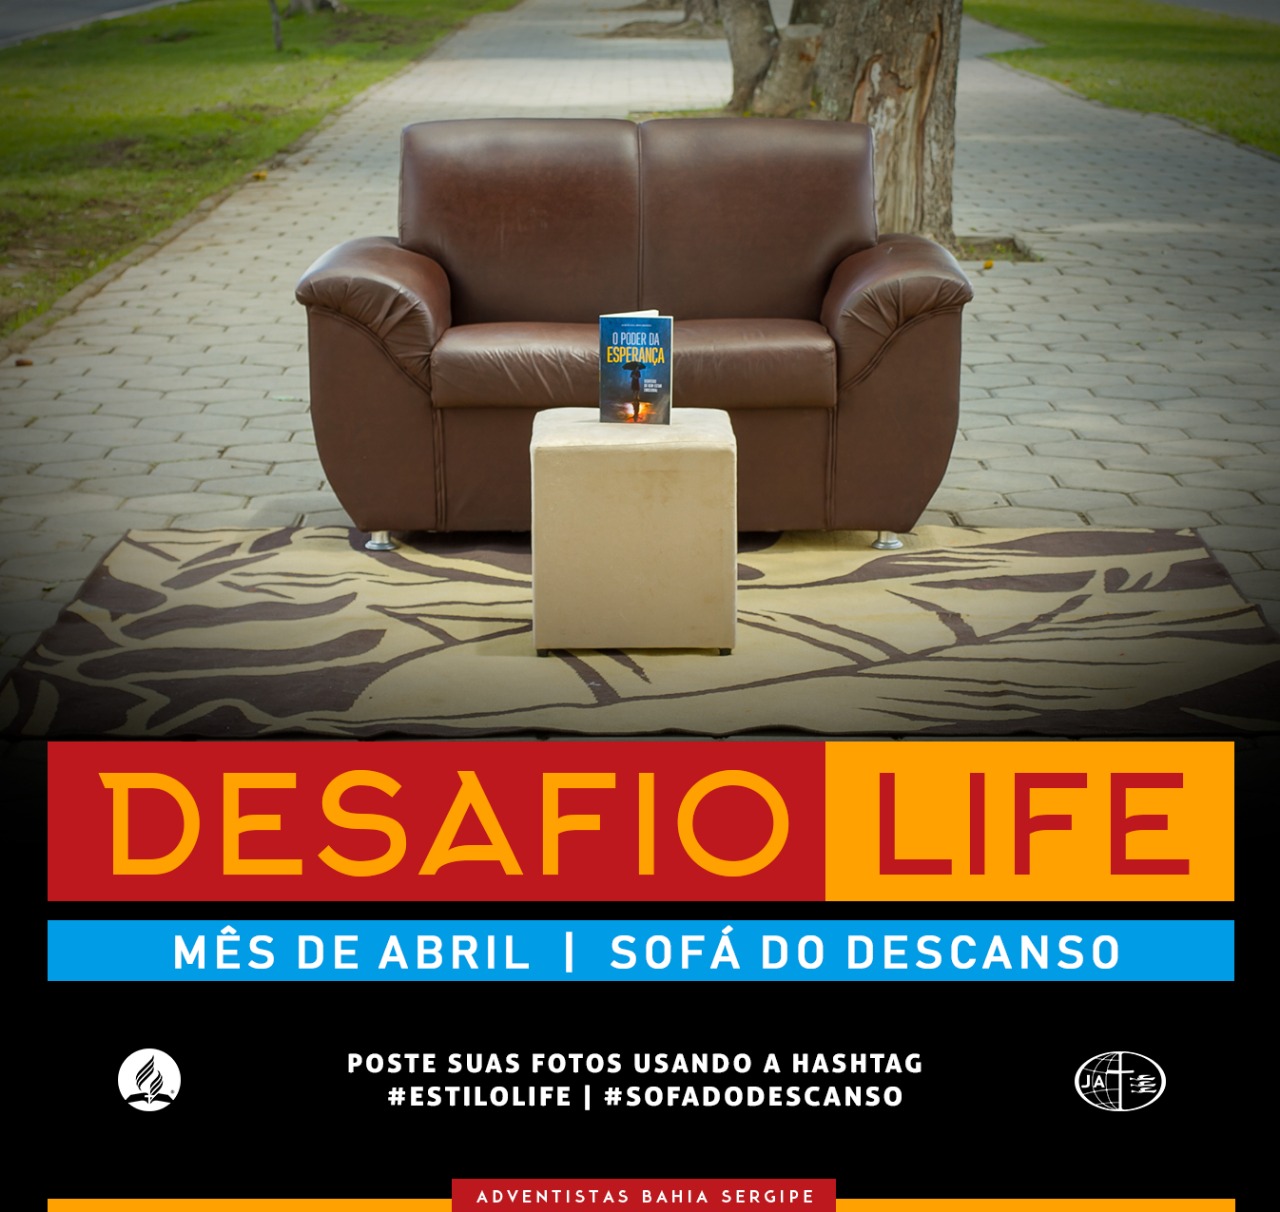 O PODER DA
ESPERANÇA
DESAFIO LIFE
MÊS DE ABRIL | SOFÁ DO DESCANSO
POSTE SUAS FOTOS USANDO A HASHTAG
#ESTILOLIFE | #SOFADODESCANSO
JA
ADVENTISTAS BAHIA SERGIPE